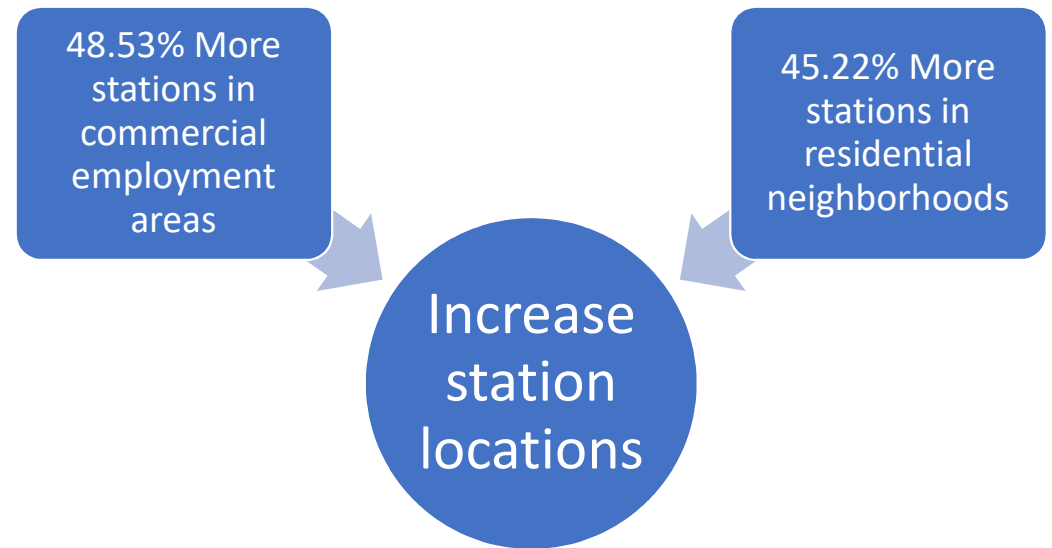 48.53% More
stations in
commercial
employment
areas
45.22% More
stations in
residential
neighborhoods
Increase
station
locations